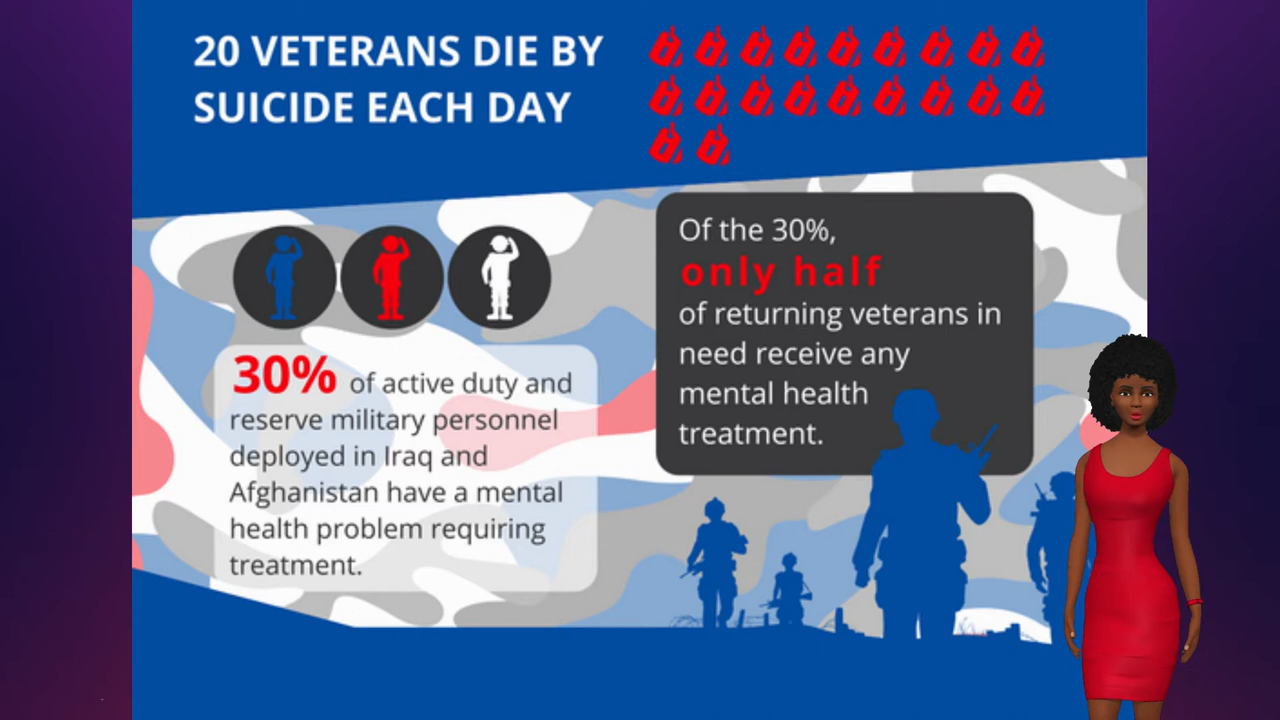 20 VETERANS DIE BY
SUICIDE EACH DAY
30% of active duty and
reserve military personnel
deployed in Iraq and
Afghanistan have a mental
health problem requiring
treatment.
Of the 30%,
only half
of returning veterans in
need receive any
mental health
treatment.